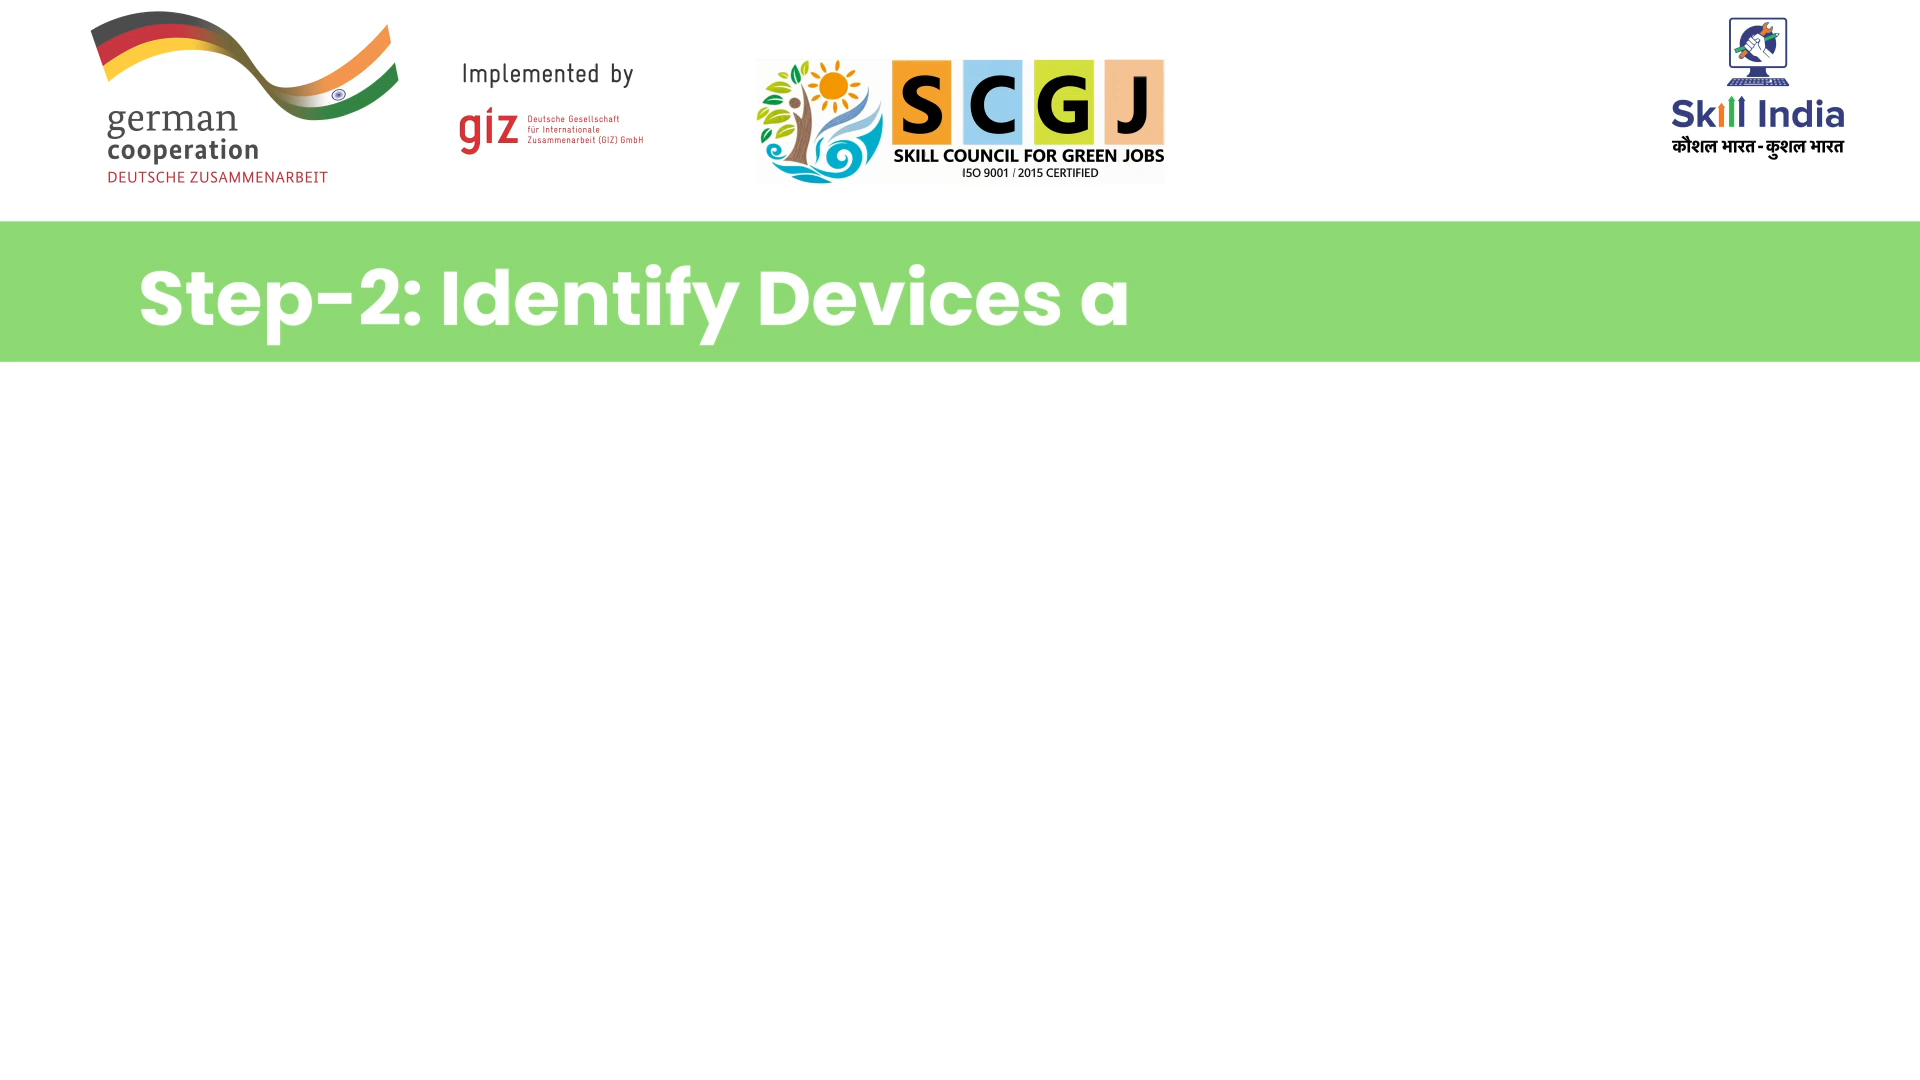 german
cooperation
DEUTSCHE ZUSAMMENARBEIT
Implemented by
giz
Deutsche Gesellschaft
für Internationale
Zusammenarbeit (GIZ) GmbH
SCGJ
SKILL COUNCIL FOR GREEN JOBS
ISO 9001 / 2015 CERTIFIED
Skill India
कौशल भारत - कुशल भारत
Step-2: Identify Devices a